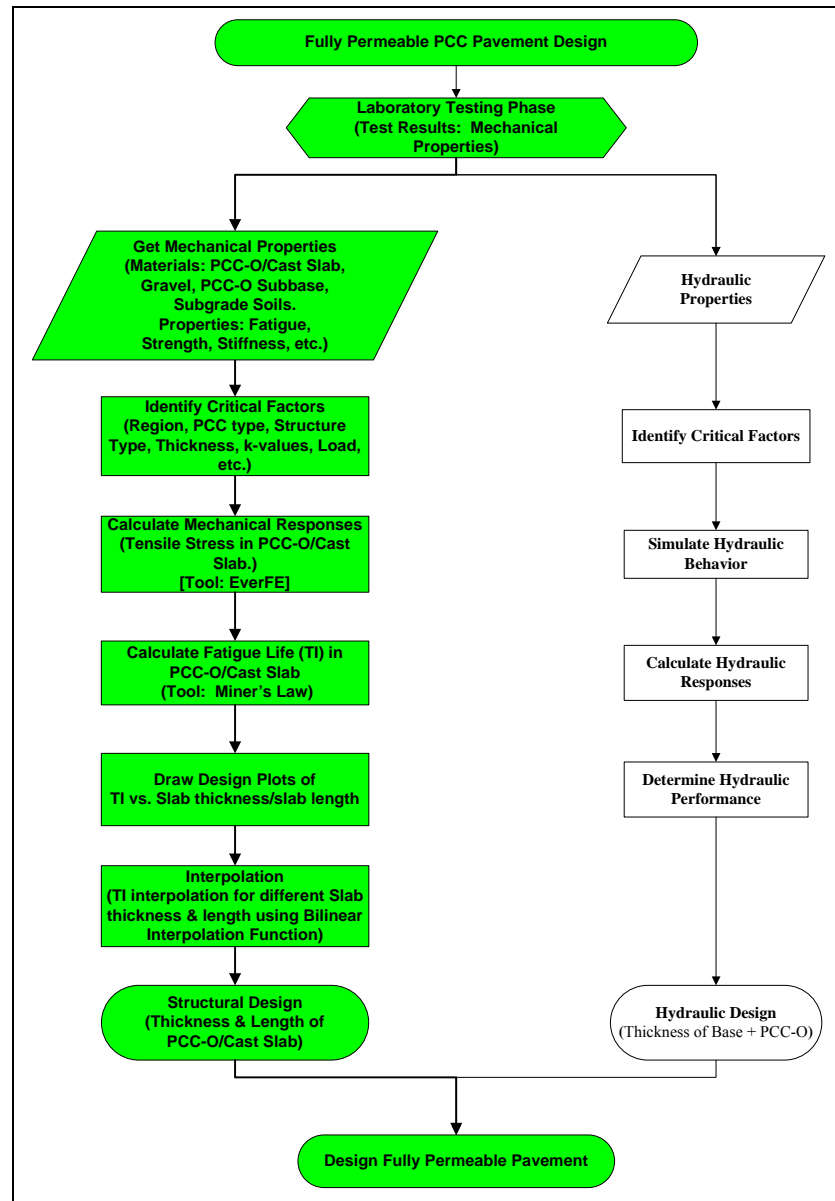 Fully Permeable PCC Pavement Design
Laboratory Testing Phase
(Test Results: Mechanical
Properties)
Get Mechanical Properties
(Materials: PCC-O/Cast Slab,
Gravel, PCC-O Subbase,
Subgrade Soils.
Properties: Fatigue,
Strength, Stiffness, etc.)
Identify Critical Factors
(Region, PCC type, Structure
Type, Thickness, k-values, Load,
etc.)
Calculate Mechanical Responses
(Tensile Stress in PCC-O/Cast
Slab.)
[Tool: EverFE]
Calculate Fatigue Life (TI) in
PCC-O/Cast Slab
(Tool: Miner's Law)
Draw Design Plots of
TI vs. Slab thickness/slab length
Interpolation
(TI interpolation for different Slab
thickness & length using Bilinear
Interpolation Function)
Structural Design
(Thickness & Length of
PCC-O/Cast Slab)
Hydraulic
Properties
Identify Critical Factors
Simulate Hydraulic
Behavior
Calculate Hydraulic
Responses
Determine Hydraulic
Performance
Hydraulic Design
(Thickness of Base + PCC-O)
Design Fully Permeable Pavement